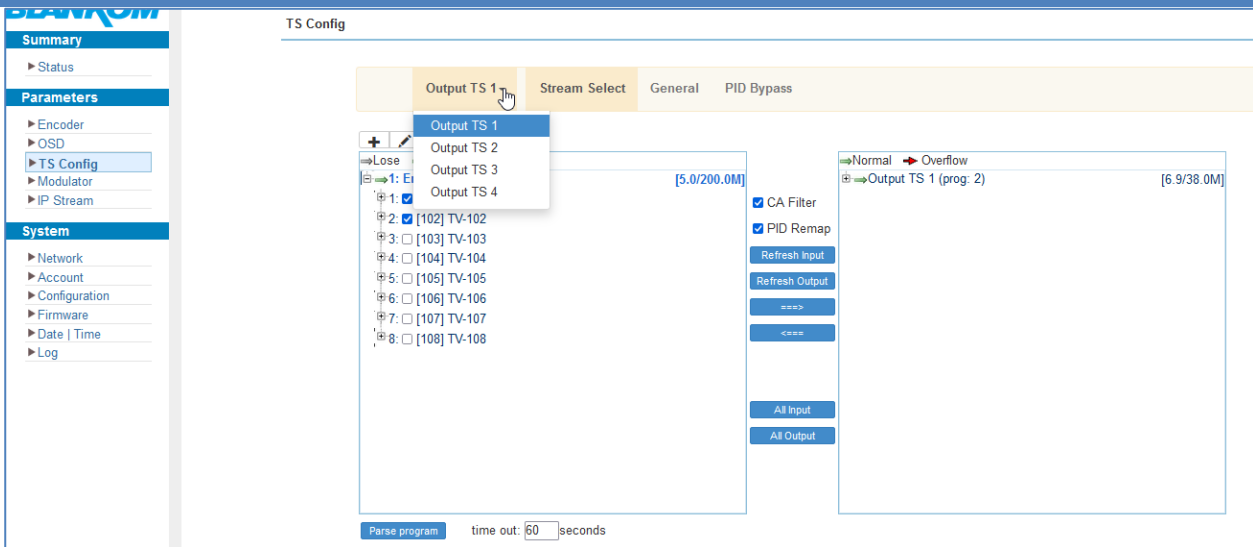 BLANKOM
TS Config
Summary
Status
Parameters
Encoder
OSD
TS Config
Modulator
IP Stream
System
Network
Account
Configuration
Firmware
Date | Time
Log
Output TS 1
Stream Select
General
PID Bypass
Output TS 1
Output TS 2
Output TS 3
Output TS 4
Lose
1: [5.0/200.0M]
1:
2: [102] TV-102
3: [103] TV-103
4: [104] TV-104
5: [105] TV-105
6: [106] TV-106
7: [107] TV-107
8: [108] TV-108
CA Filter
PID Remap
Refresh Input
Refresh Output
===>
<===
All Input
All Output
Normal Overflow
Output TS 1 (prog: 2) [6.9/38.0M]
Parse program time out: 60 seconds